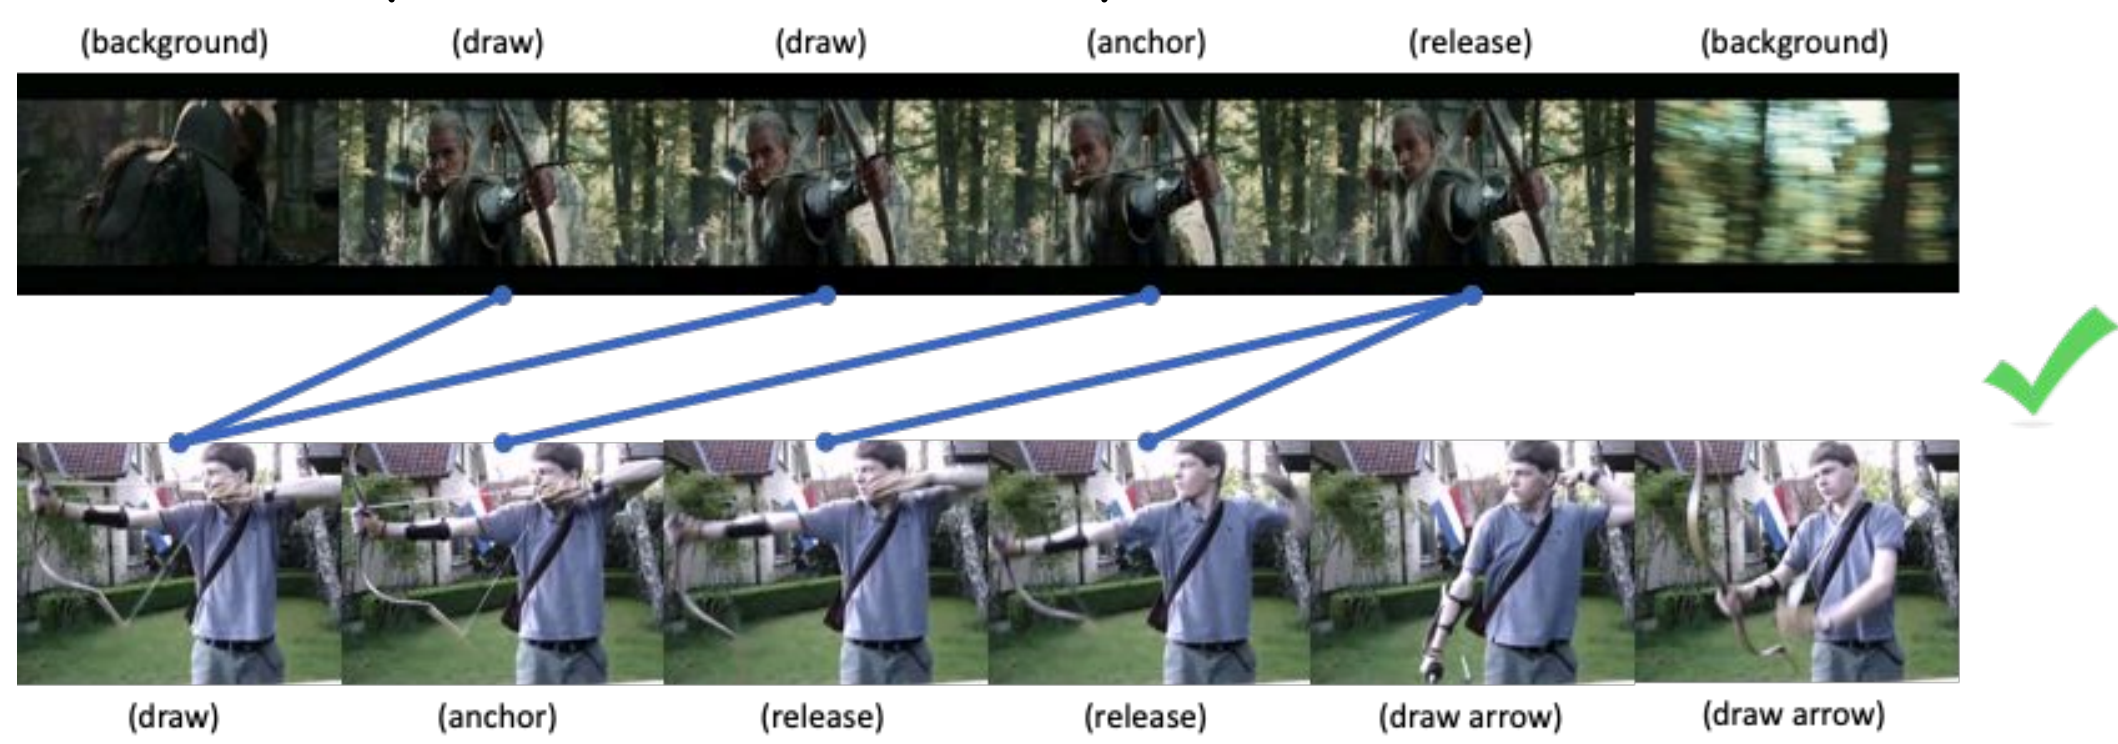 (background) (draw) (draw) (anchor) (release) (background)
(draw) (anchor) (release) (release) (draw arrow) (draw arrow)